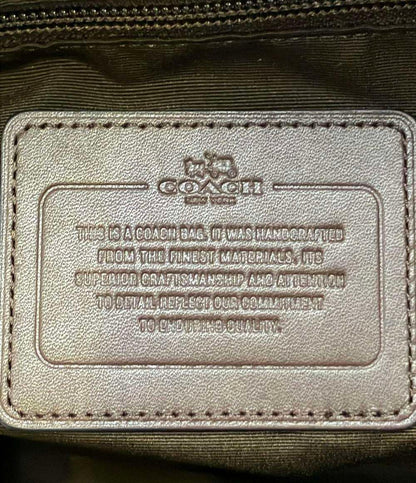 COACH
NEW YORK
THIS IS A COACH BAG. IT WAS HANDCRAFTED
FROM THE FINEST MATERIALS, ITS
SUPERIOR CRAFTSMANSHIP AND ATTENTION
TO DETAIL REFLECT OUR COMMITMENT
TO ENDURING QUALITY.